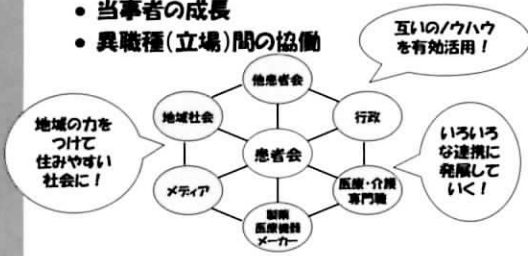 • 当事者の成長
• 異職種(立場)間の協働
互いのノウハウ
を有効活用!
他患者会
地域社会
行政
地域の力を
つけて
住みやすい
社会に!
患者会
いろいろ
な連携に
発展して
いく!
メディア
医療・介護
専門職
製薬
医療機器
メーカー